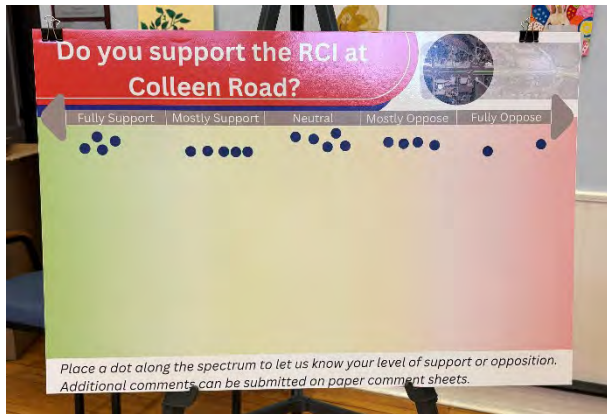 Do you support the RCI at
Colleen Road?
Fully Support Mostly Support Neutral Mostly Oppose Fully Oppose
Place a dot along the spectrum to let us know your level of support or opposition.
Additional comments can be submitted on paper comment sheets.